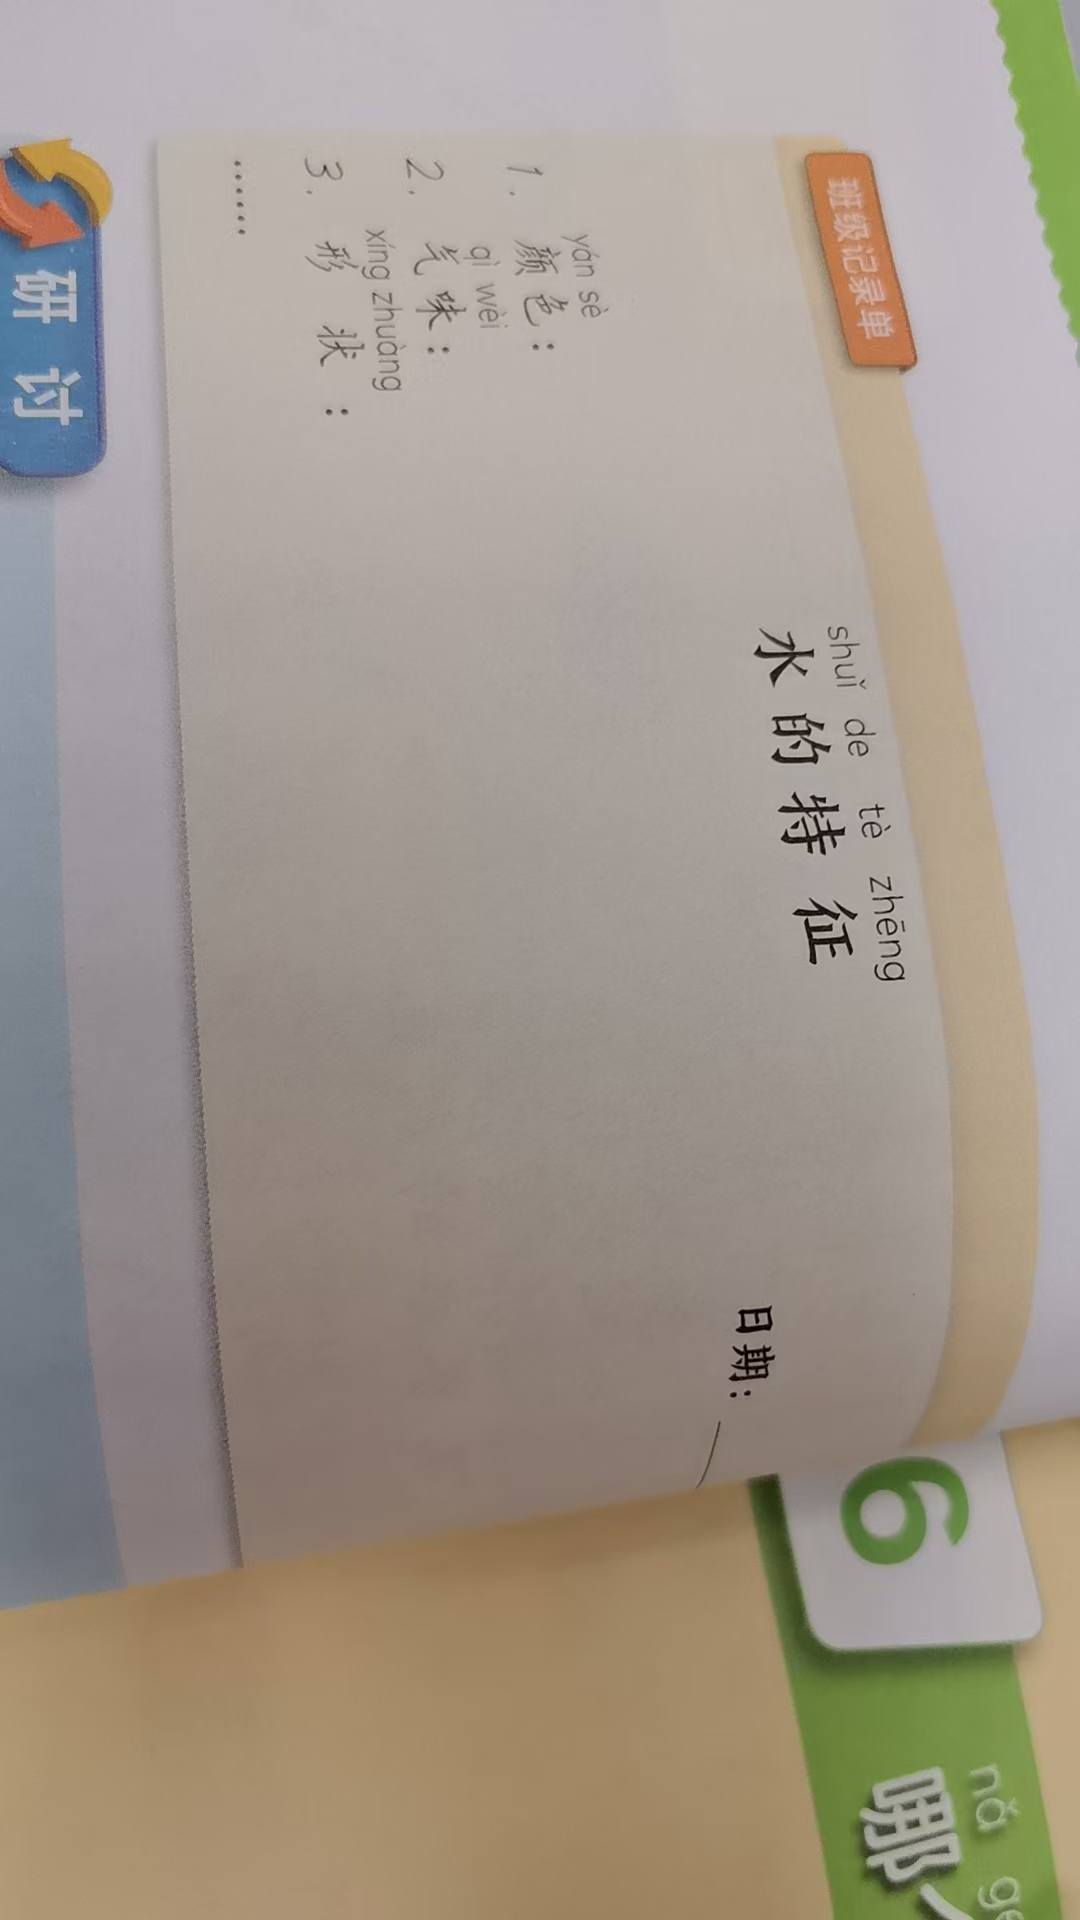 班级记录单
shuǐ de tè zhēng
水的特征
日期：
yán sè
1. 颜色：
qì wèi
2. 气味：
xíng zhuàng
3. 形状：
……
研讨
6
nǎ ge
哪